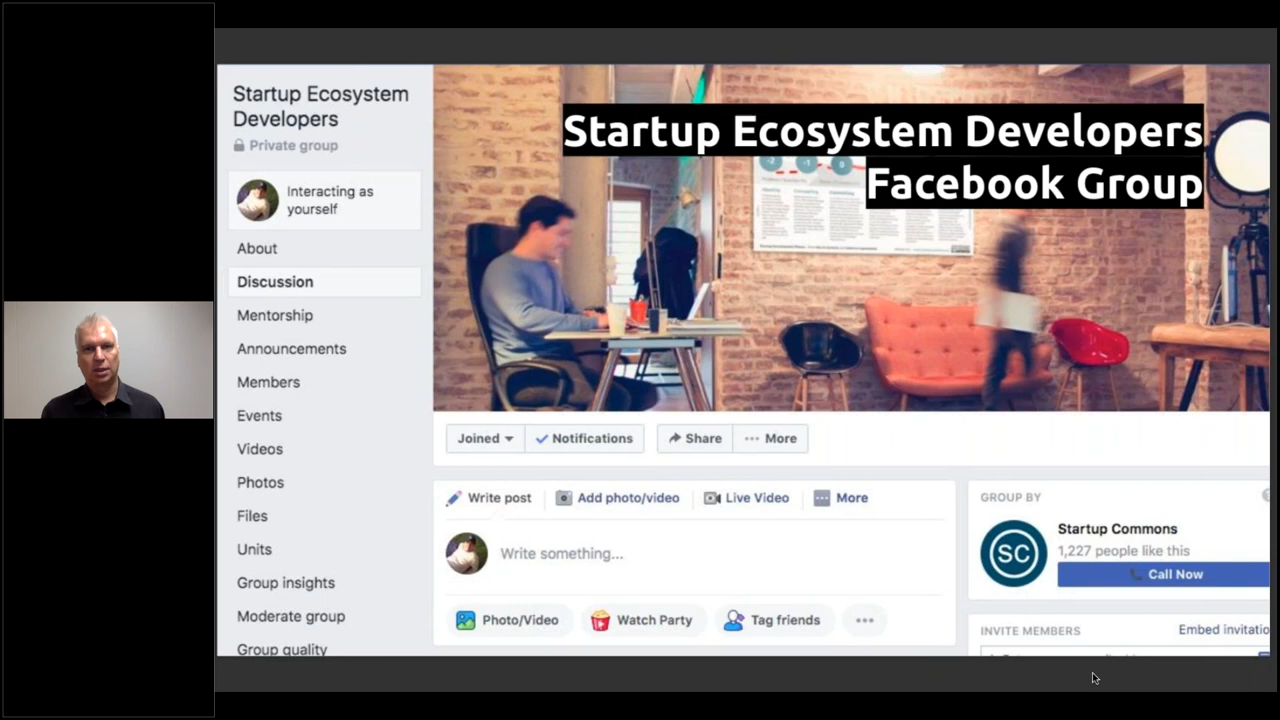 Startup Ecosystem
Developers
Private group
Interacting as
yourself
About
Discussion
Mentorship
Announcements
Members
Events
Videos
Photos
Files
Units
Group insights
Moderate group
Group quality
Startup Ecosystem Developers
Facebook Group
-2 -1 0
Joined Notifications Share More
Write post Add photo/video Live Video More
Write something...
Photo/Video Watch Party Tag friends
GROUP BY
SC
Startup Commons
1,227 people like this
Call Now
INVITE MEMBERS
Embed invitatio